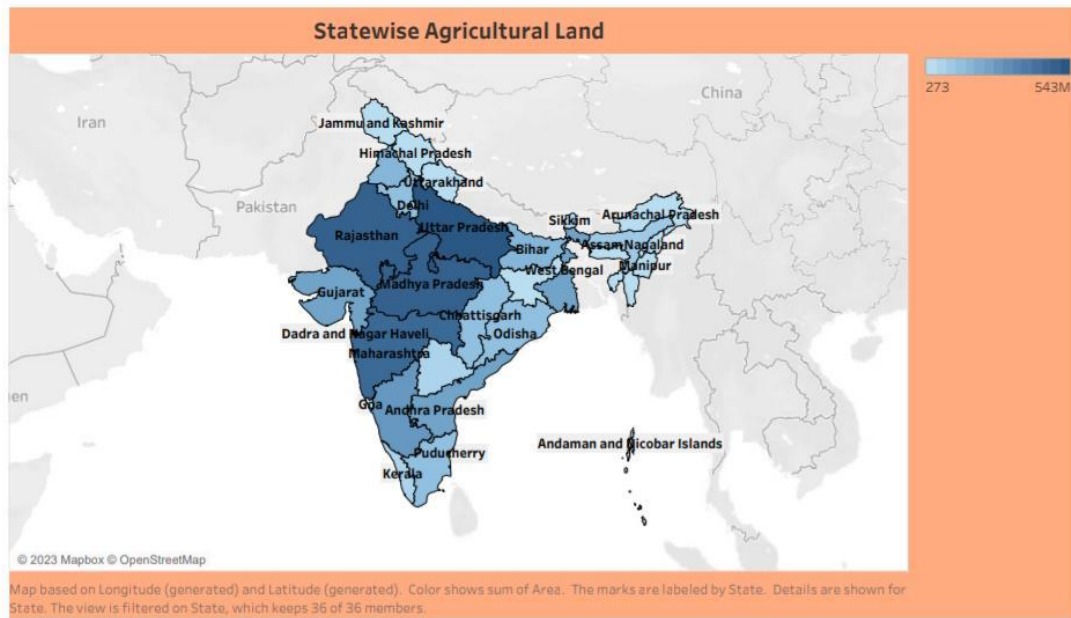 Statewise Agricultural Land
273
543M
China
Iran
Jammu and Kashmir
Himachal Pradesh
Uttarakhand
Pakistan
Delhi
Sikkim
Arunachal Pradesh
Rajasthan
Uttar Pradesh
Bihar
Assam
Nagaland
Manipur
West Bengal
Gujarat
Madhya Pradesh
Chhattisgarh
Dadra and Nagar Haveli
Odisha
Maharashtra
en
Goa
Andhra Pradesh
Andaman and Nicobar Islands
Puducherry
Kerala
© 2023 Mapbox © OpenStreetMap
Map based on Longitude (generated) and Latitude (generated). Color shows sum of Area. The marks are labeled by State. Details are shown for
State. The view is filtered on State, which keeps 36 of 36 members.